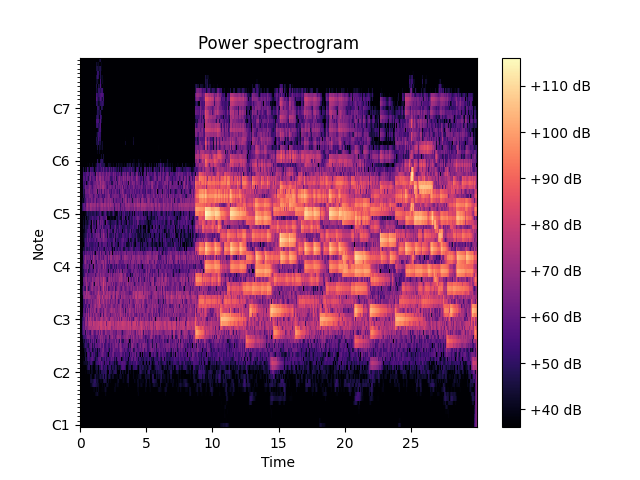 Power spectrogram
C7
C6
C5
C4
C3
C2
C1
Note
0 5 10 15 20 25
Time
+110 dB
+100 dB
+90 dB
+80 dB
+70 dB
+60 dB
+50 dB
+40 dB